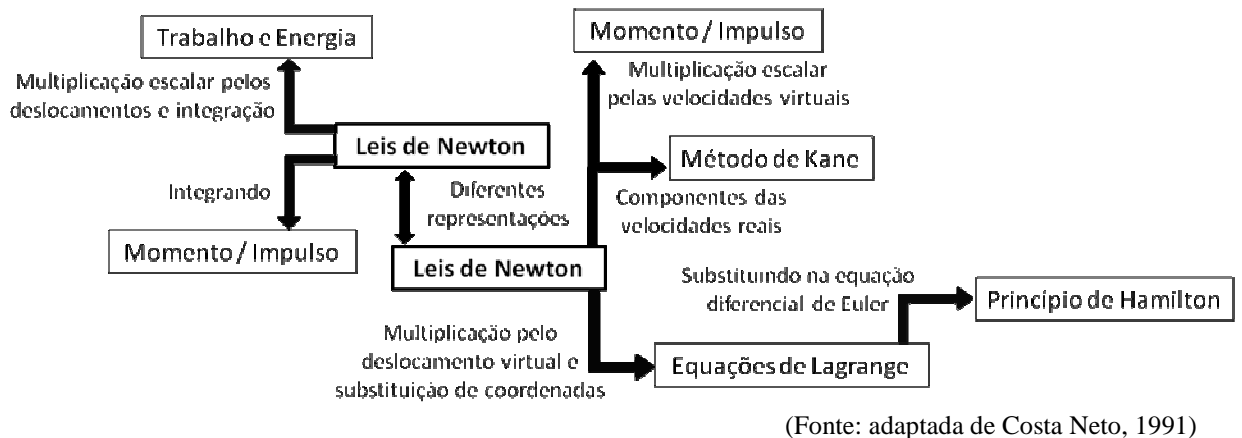 Trabalho e Energia
Multiplicação escalar pelos
deslocamentos e integração
Leis de Newton
Integrando
Momento / Impulso
Diferentes
representações
Leis de Newton
Momento / Impulso
Multiplicação escalar
pelas velocidades virtuais
Método de Kane
Componentes das
velocidades reais
Multiplicação pelo
deslocamento virtual e
substituição de coordenadas
Equações de Lagrange
Substituindo na equação
diferencial de Euler
Princípio de Hamilton
(Fonte: adaptada de Costa Neto, 1991)